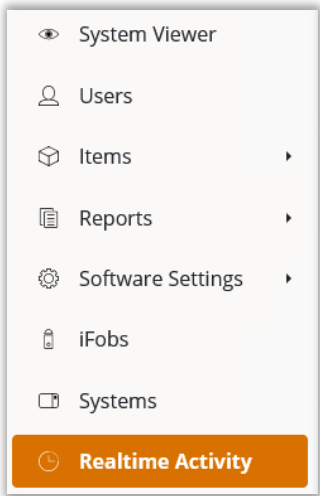 System Viewer
Users
Items
Reports
Software Settings
iFobs
Systems
Realtime Activity